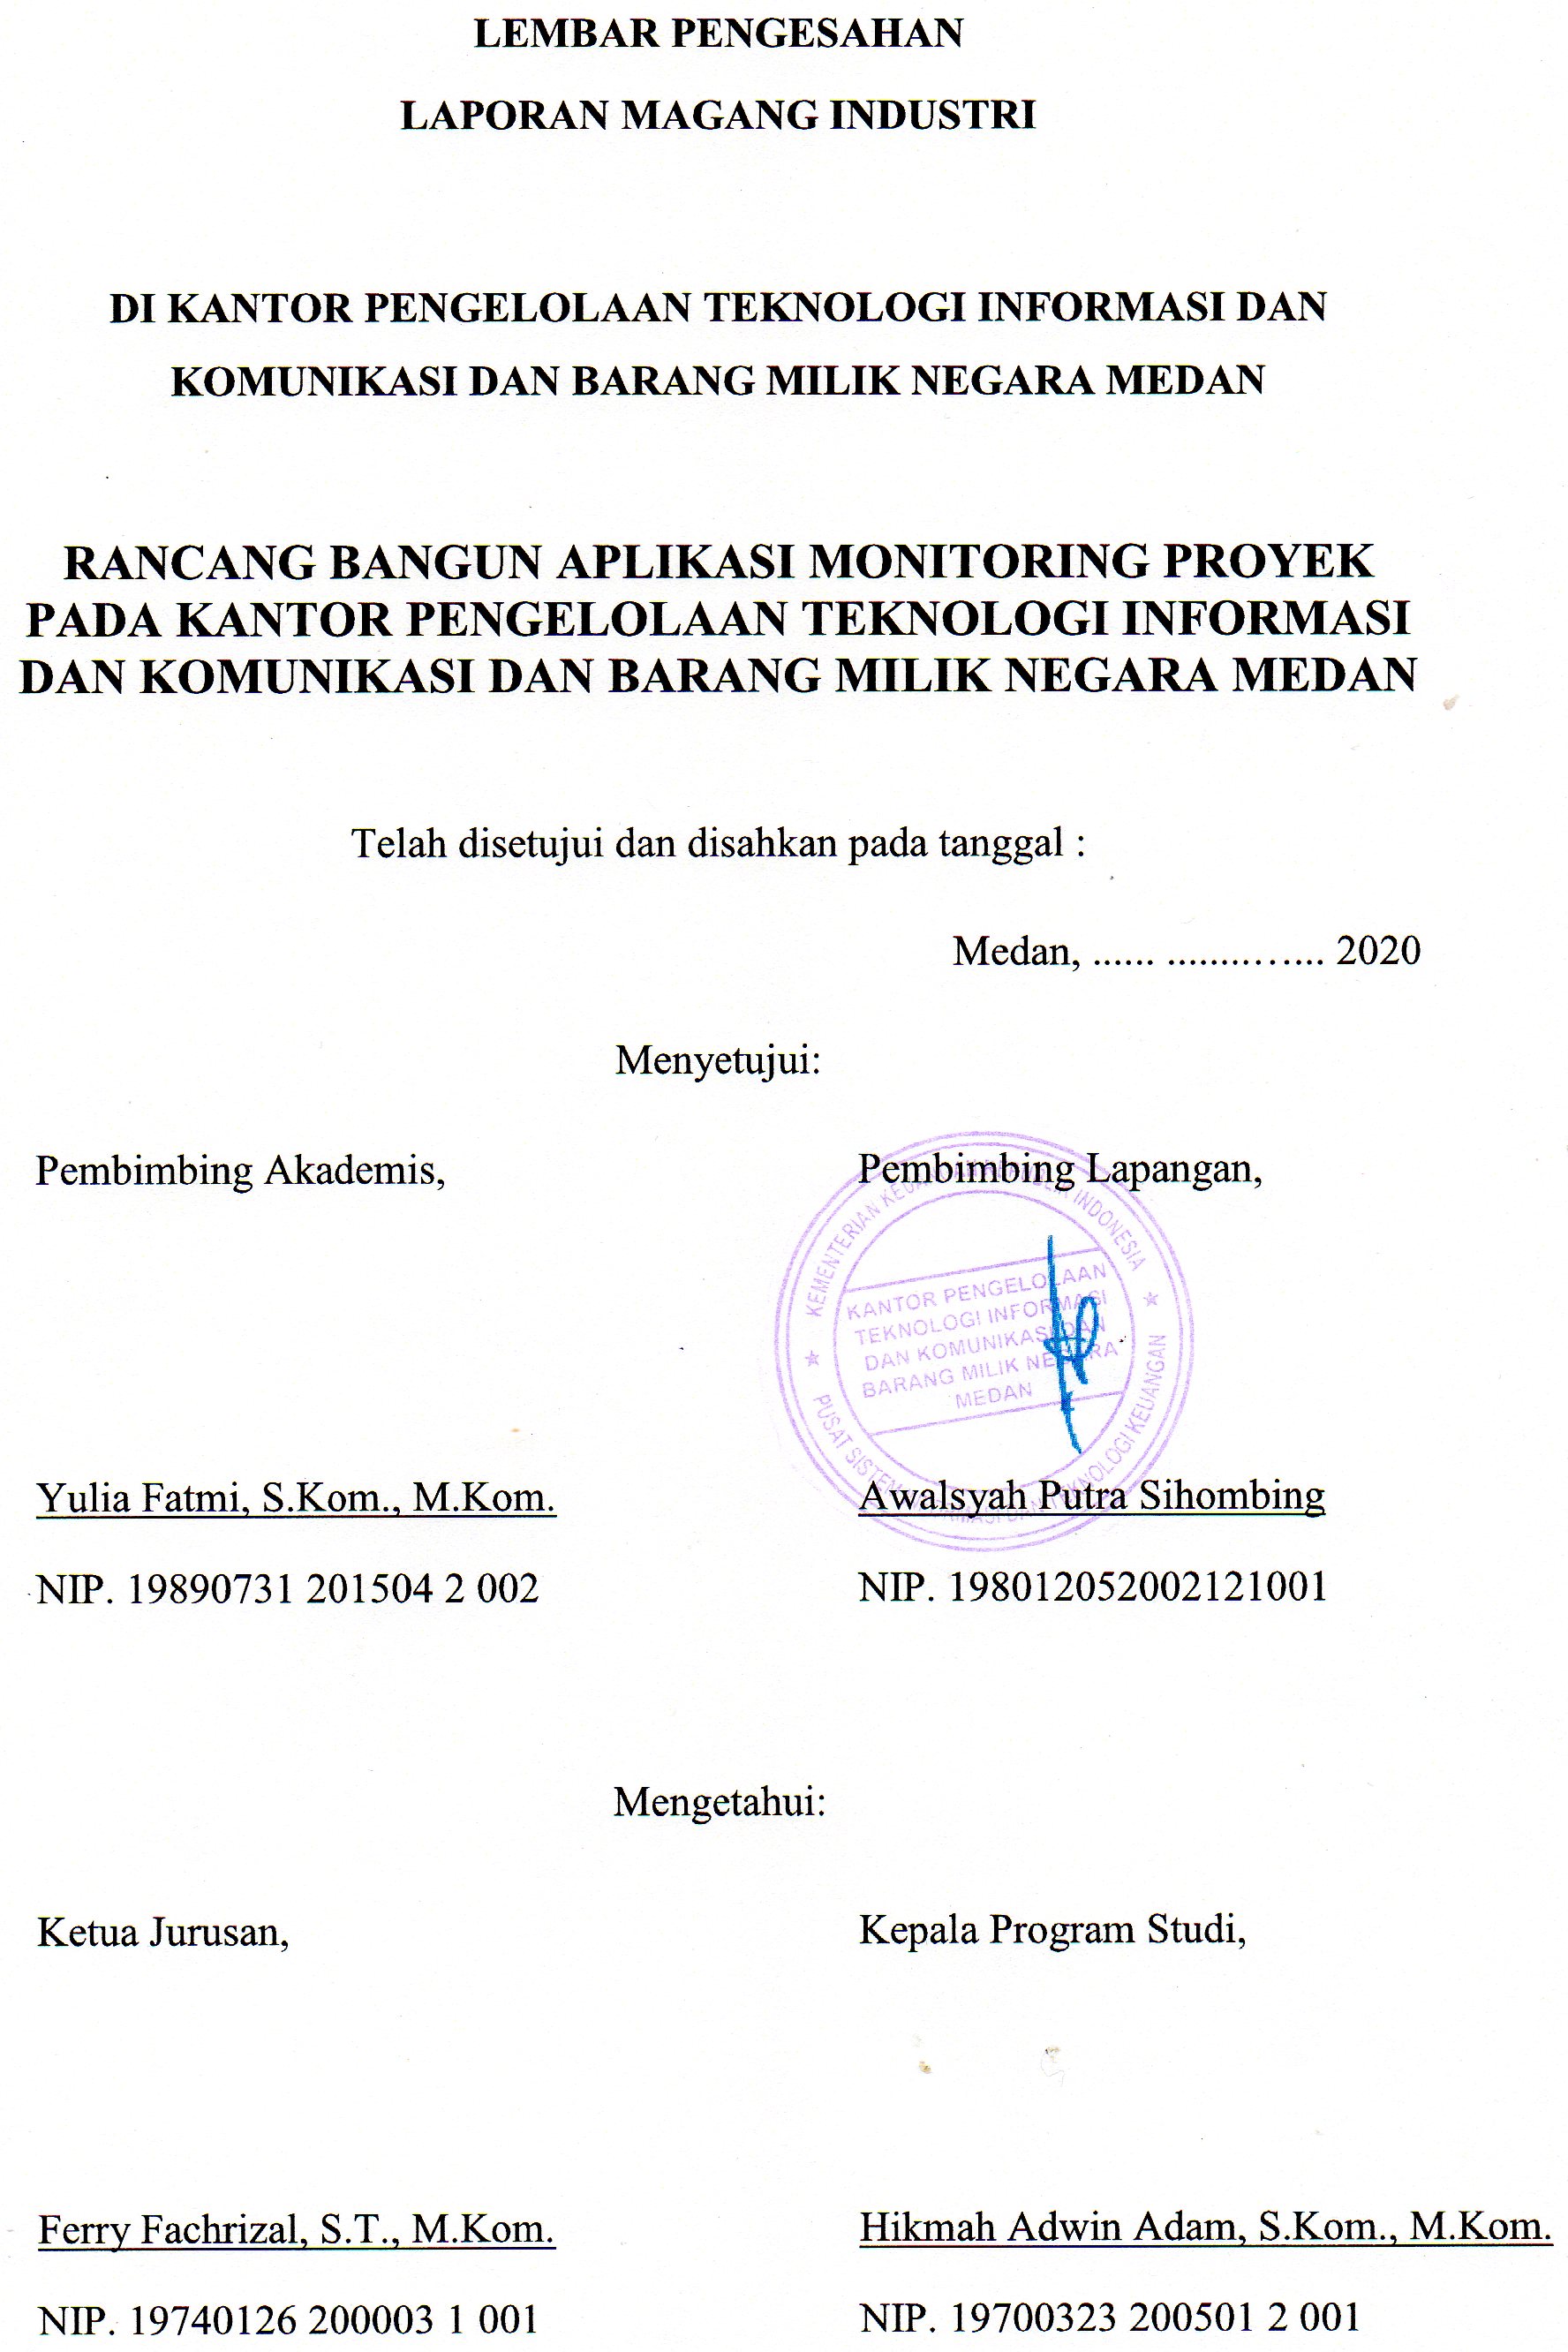 LEMBAR PENGESAHAN
LAPORAN MAGANG INDUSTRI
DI KANTOR PENGELOLAAN TEKNOLOGI INFORMASI DAN
KOMUNIKASI DAN BARANG MILIK NEGARA MEDAN
RANCANG BANGUN APLIKASI MONITORING PROYEK
PADA KANTOR PENGELOLAAN TEKNOLOGI INFORMASI
DAN KOMUNIKASI DAN BARANG MILIK NEGARA MEDAN
Telah disetujui dan disahkan pada tanggal :
Medan, ...... ................ 2020
Menyetujui:
Pembimbing Akademis,
Pembimbing Lapangan,
KEMENTERIAN KEUANGAN REPUBLIK INDONESIA
KANTOR PENGELOLAAN
TEKNOLOGI INFORMASI
DAN KOMUNIKASI DAN
BARANG MILIK NEGARA
MEDAN
PUSAT SISTEM INFORMASI DAN TEKNOLOGI KEUANGAN
Yulia Fatmi, S.Kom., M.Kom.
Awalsyah Putra Sihombing
NIP. 19890731 201504 2 002
NIP. 198012052002121001
Mengetahui:
Ketua Jurusan,
Kepala Program Studi,
Ferry Fachrizal, S.T., M.Kom.
Hikmah Adwin Adam, S.Kom., M.Kom.
NIP. 19740126 200003 1 001
NIP. 19700323 200501 2 001